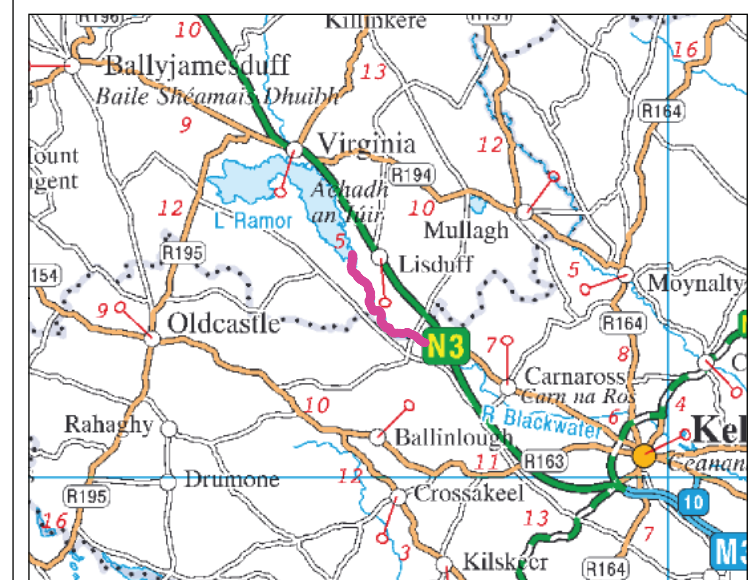 R196
10
Killinkere
R191
16
Ballyjamesduff
Baile Shéamais Dhuibh
13
R164
9
12
Virginia
R194
Achadh
an Iúir
10
12
L Ramor
Mullagh
5
R195
Lisduff
5
Moynalty
154
9
Oldcastle
R164
N3
7
8
Carnaross
Carn na Ros
4
10
6
R. Blackwater
Rahaghy
Ballinlough
Kel
11
R163
Ceanan
12
Drumone
R195
Crossakeel
10
16
13
3
7
M3
Kilskeer
R164